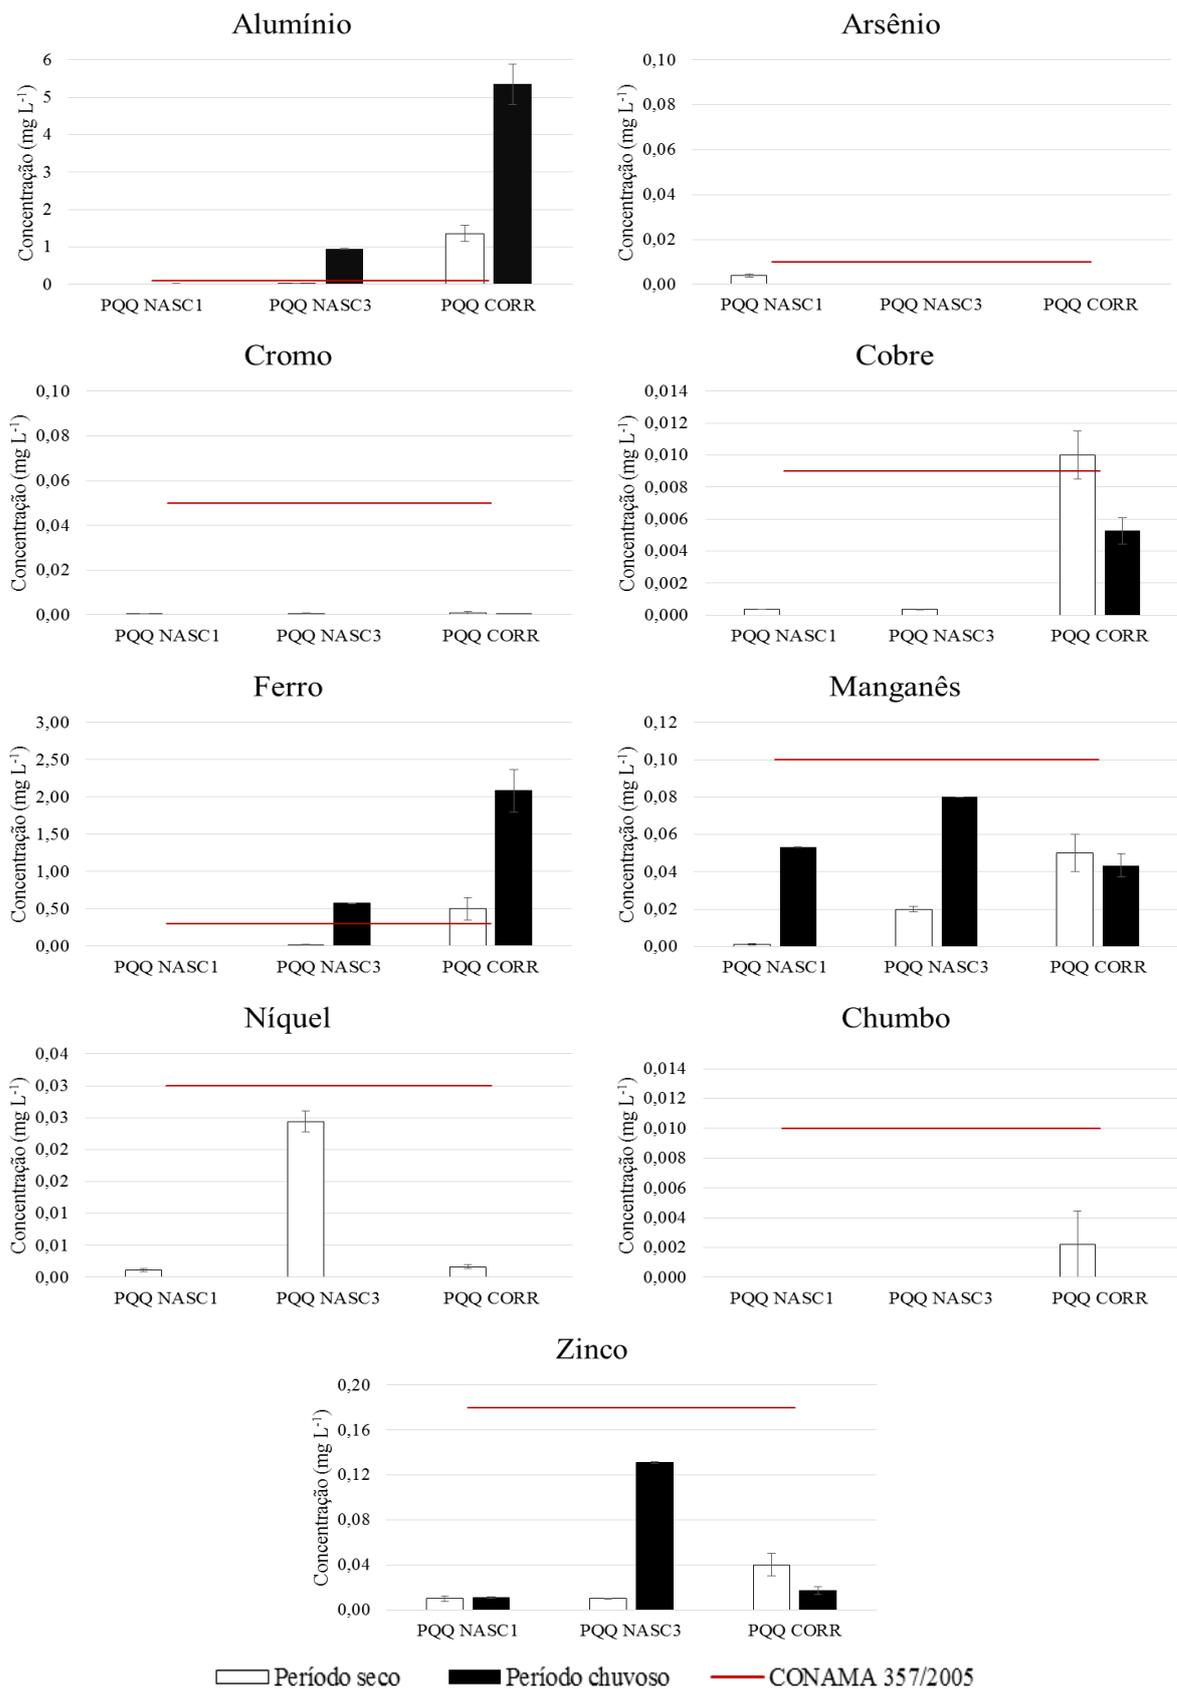 Alumínio
Concentração (mg L-1)
6
5
4
3
2
1
0
PQQ NASC1 PQQ NASC3 PQQ CORR
Arsênio
Concentração (mg L-1)
0,10
0,08
0,06
0,04
0,02
0,00
PQQ NASC1 PQQ NASC3 PQQ CORR
Cromo
Concentração (mg L-1)
0,10
0,08
0,06
0,04
0,02
0,00
PQQ NASC1 PQQ NASC3 PQQ CORR
Cobre
Concentração (mg L-1)
0,014
0,012
0,010
0,008
0,006
0,004
0,002
0,000
PQQ NASC1 PQQ NASC3 PQQ CORR
Ferro
Concentração (mg L-1)
3,00
2,50
2,00
1,50
1,00
0,50
0,00
PQQ NASC1 PQQ NASC3 PQQ CORR
Manganês
Concentração (mg L-1)
0,12
0,10
0,08
0,06
0,04
0,02
0,00
PQQ NASC1 PQQ NASC3 PQQ CORR
Níquel
Concentração (mg L-1)
0,04
0,03
0,03
0,02
0,02
0,01
0,01
0,00
PQQ NASC1 PQQ NASC3 PQQ CORR
Chumbo
Concentração (mg L-1)
0,014
0,012
0,010
0,008
0,006
0,004
0,002
0,000
PQQ NASC1 PQQ NASC3 PQQ CORR
Zinco
Concentração (mg L-1)
0,20
0,16
0,12
0,08
0,04
0,00
PQQ NASC1 PQQ NASC3 PQQ CORR
Período seco Período chuvoso CONAMA 357/2005